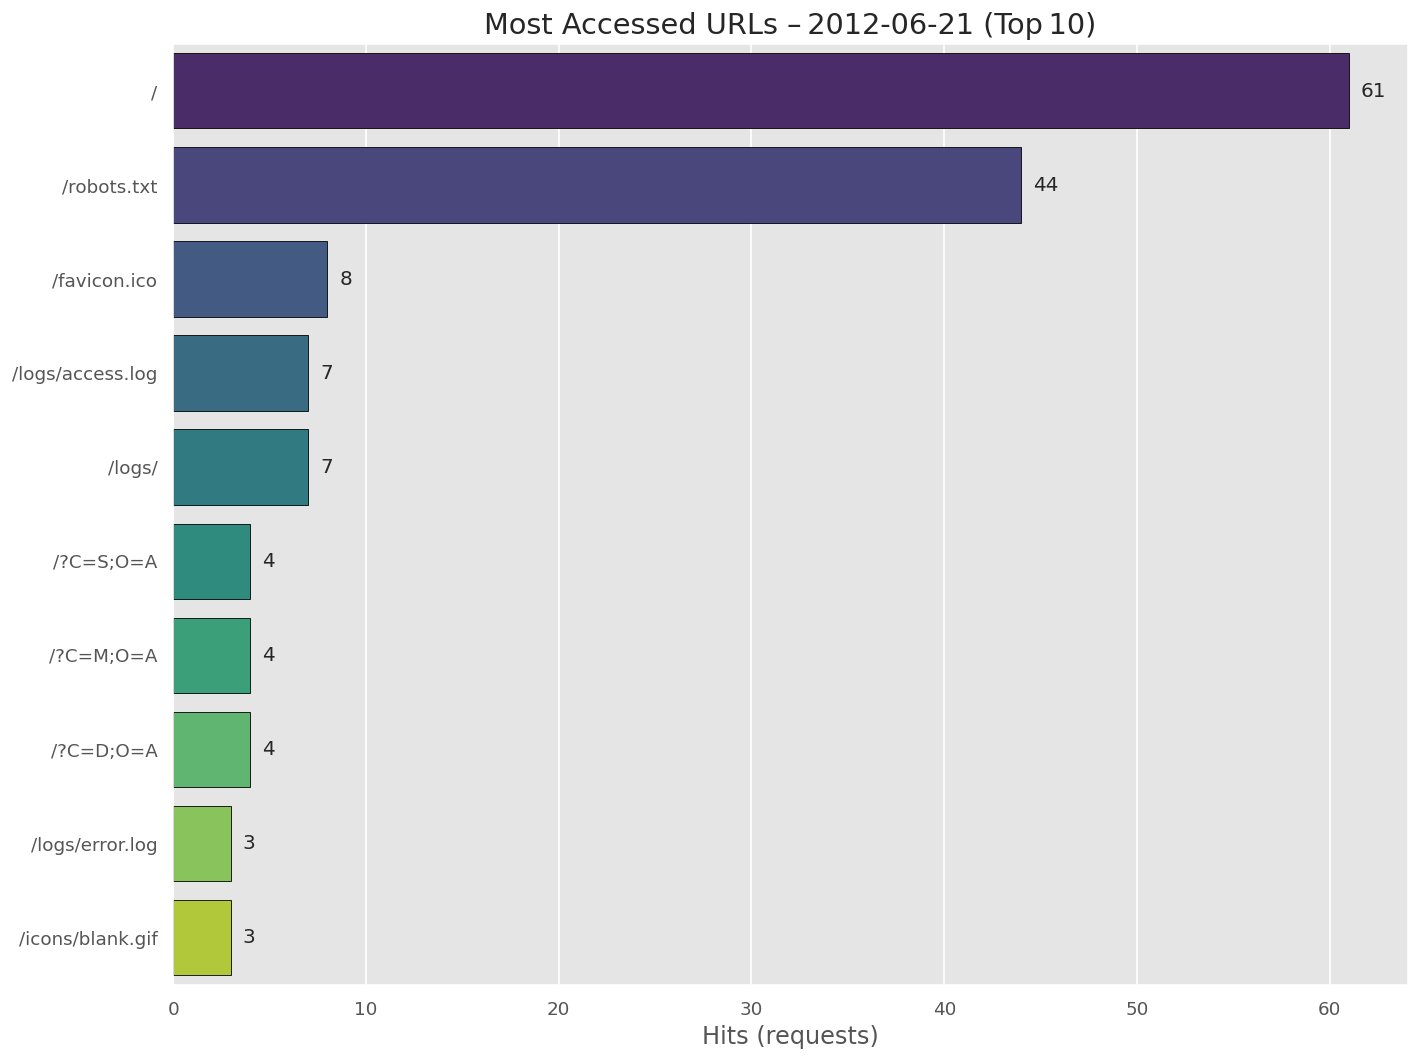 Most Accessed URLs – 2012-06-21 (Top 10)
/ 61
/robots.txt 44
/favicon.ico 8
/logs/access.log 7
/logs/ 7
/?C=S;O=A 4
/?C=M;O=A 4
/?C=D;O=A 4
/logs/error.log 3
/icons/blank.gif 3
0 10 20 30 40 50 60
Hits (requests)